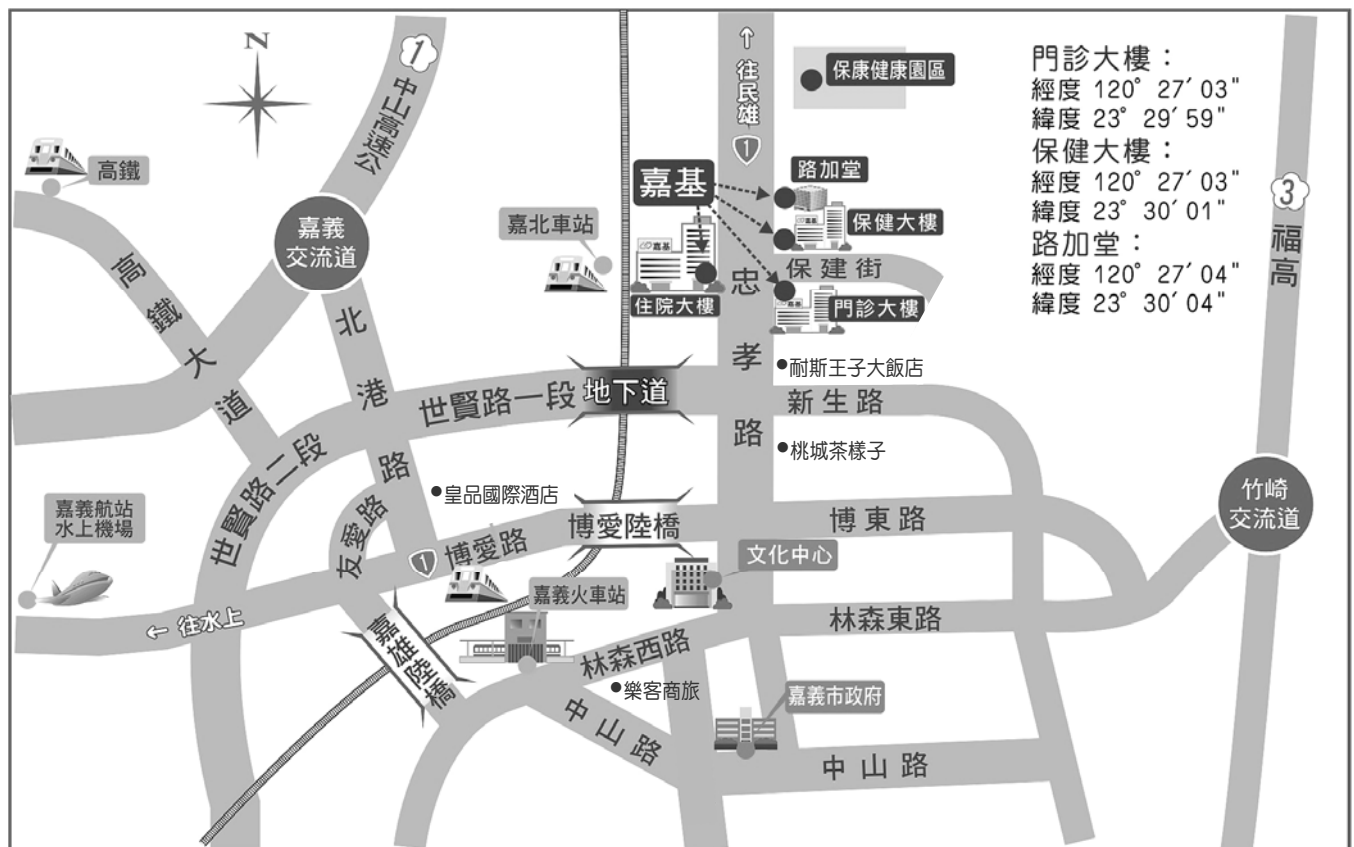 N
1
中山高速公
↑往民雄
1
保康健康園區
門診大樓：
經度 120° 27′ 03"
緯度 23° 29′ 59"
保健大樓：
經度 120° 27′ 03"
緯度 23° 30′ 01"
路加堂：
經度 120° 27′ 04"
緯度 23° 30′ 04"
高鐵
嘉義
交流道
嘉北車站
嘉基
嘉基
住院大樓
路加堂
嘉基
保健大樓
保建街
嘉基
門診大樓
3
福高
高鐵大道
北港路
忠孝路
世賢路一段
地下道
●耐斯王子大飯店
新生路
●桃城茶樣子
世賢路二段
友愛路
●皇品國際酒店
嘉義航站
水上機場
1
博愛路
博愛陸橋
博東路
竹崎
交流道
文化中心
嘉義火車站
←往水上
嘉雄陸橋
林森西路
林森東路
●樂客商旅
中山路
嘉義市政府
中山路